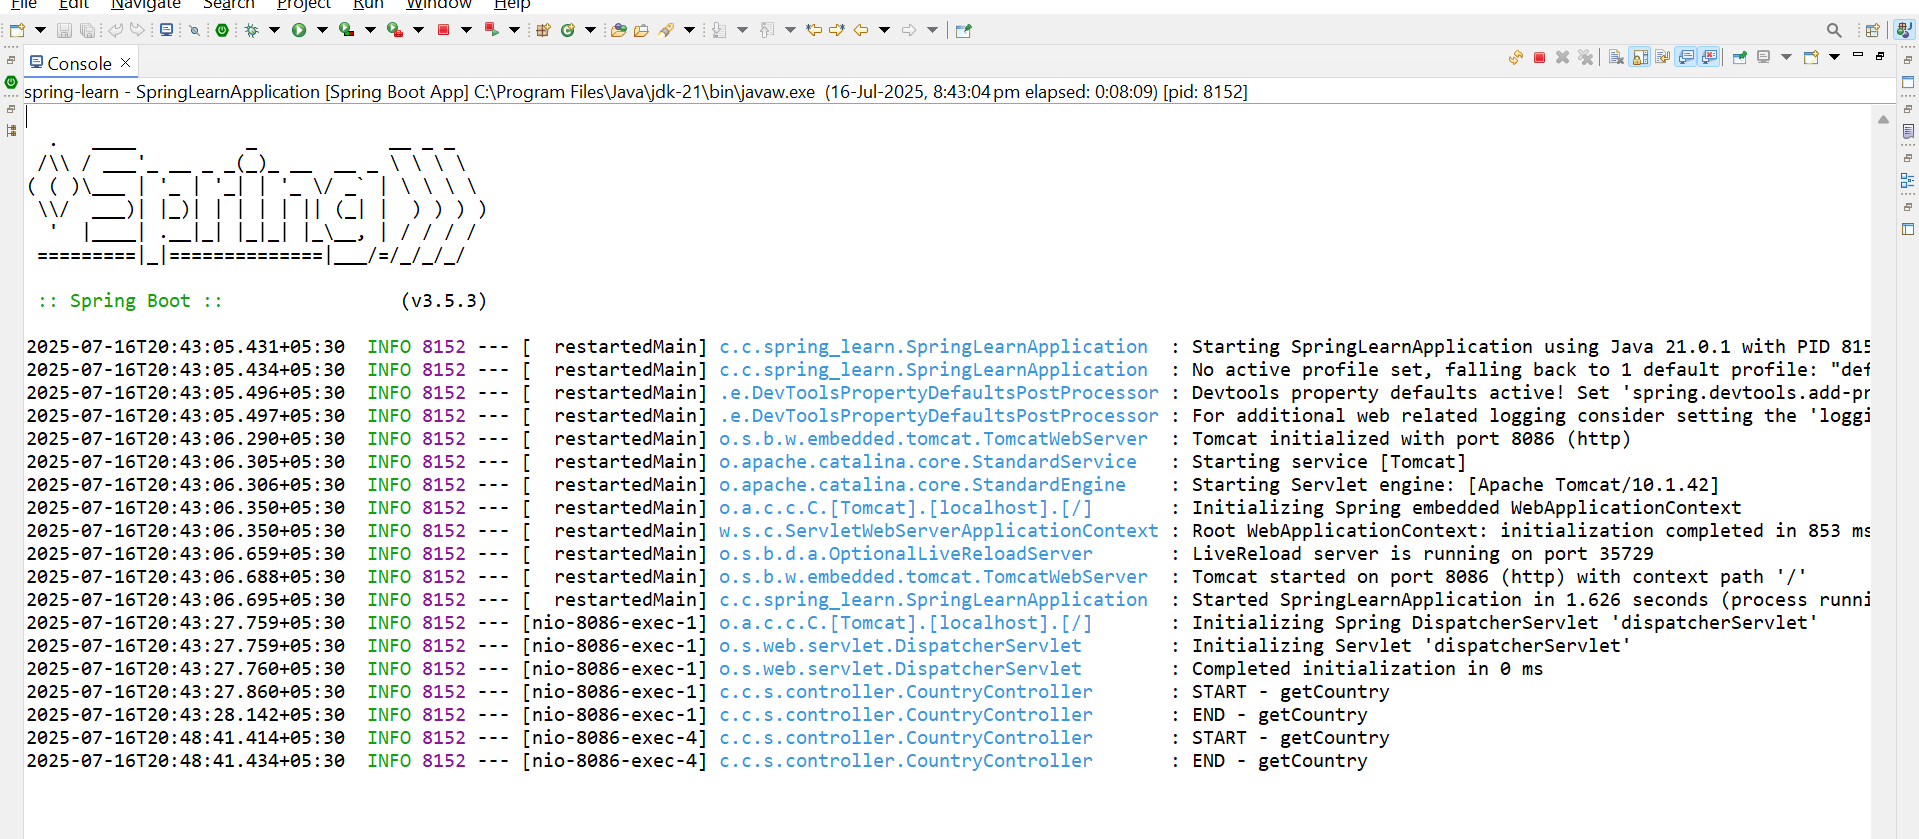 File Edit Navigate Search Project Run Window Help
Console
spring-learn - SpringLearnApplication [Spring Boot App] C:\Program Files\Java\jdk-21\bin\javaw.exe (16-Jul-2025, 8:43:04 pm elapsed: 0:08:09) [pid: 8152]
  .   ____          _            __ _ _
 /\\ / ___'_ __ _ _(_)_ __  __ _ \ \ \ \
( ( )\___ | '_ | '_| | '_ \/ _` | \ \ \ \
 \\/  ___)| |_)| | | | | || (_| |  ) ) ) )
  '  |____| .__|_| |_|_| |_\__, | / / / /
 =========|_|==============|___/=/_/_/_/
 :: Spring Boot ::                (v3.5.3)
2025-07-16T20:43:05.431+05:30  INFO 8152 --- [  restartedMain] c.c.spring_learn.SpringLearnApplication  : Starting SpringLearnApplication using Java 21.0.1 with PID 815
2025-07-16T20:43:05.434+05:30  INFO 8152 --- [  restartedMain] c.c.spring_learn.SpringLearnApplication  : No active profile set, falling back to 1 default profile: "def
2025-07-16T20:43:05.496+05:30  INFO 8152 --- [  restartedMain] .e.DevToolsPropertyDefaultsPostProcessor : Devtools property defaults active! Set 'spring.devtools.add-pr
2025-07-16T20:43:05.497+05:30  INFO 8152 --- [  restartedMain] .e.DevToolsPropertyDefaultsPostProcessor : For additional web related logging consider setting the 'loggi
2025-07-16T20:43:06.290+05:30  INFO 8152 --- [  restartedMain] o.s.b.w.embedded.tomcat.TomcatWebServer  : Tomcat initialized with port 8086 (http)
2025-07-16T20:43:06.305+05:30  INFO 8152 --- [  restartedMain] o.apache.catalina.core.StandardService   : Starting service [Tomcat]
2025-07-16T20:43:06.306+05:30  INFO 8152 --- [  restartedMain] o.apache.catalina.core.StandardEngine    : Starting Servlet engine: [Apache Tomcat/10.1.42]
2025-07-16T20:43:06.350+05:30  INFO 8152 --- [  restartedMain] o.a.c.c.C.[Tomcat].[localhost].[/]       : Initializing Spring embedded WebApplicationContext
2025-07-16T20:43:06.350+05:30  INFO 8152 --- [  restartedMain] w.s.c.ServletWebServerApplicationContext : Root WebApplicationContext: initialization completed in 853 ms
2025-07-16T20:43:06.659+05:30  INFO 8152 --- [  restartedMain] o.s.b.d.a.OptionalLiveReloadServer       : LiveReload server is running on port 35729
2025-07-16T20:43:06.688+05:30  INFO 8152 --- [  restartedMain] o.s.b.w.embedded.tomcat.TomcatWebServer  : Tomcat started on port 8086 (http) with context path '/'
2025-07-16T20:43:06.695+05:30  INFO 8152 --- [  restartedMain] c.c.spring_learn.SpringLearnApplication  : Started SpringLearnApplication in 1.626 seconds (process runni
2025-07-16T20:43:27.759+05:30  INFO 8152 --- [nio-8086-exec-1] o.a.c.c.C.[Tomcat].[localhost].[/]       : Initializing Spring DispatcherServlet 'dispatcherServlet'
2025-07-16T20:43:27.759+05:30  INFO 8152 --- [nio-8086-exec-1] o.s.web.servlet.DispatcherServlet        : Initializing Servlet 'dispatcherServlet'
2025-07-16T20:43:27.760+05:30  INFO 8152 --- [nio-8086-exec-1] o.s.web.servlet.DispatcherServlet        : Completed initialization in 0 ms
2025-07-16T20:43:27.860+05:30  INFO 8152 --- [nio-8086-exec-1] c.c.s.controller.CountryController       : START - getCountry
2025-07-16T20:43:28.142+05:30  INFO 8152 --- [nio-8086-exec-1] c.c.s.controller.CountryController       : END - getCountry
2025-07-16T20:48:41.414+05:30  INFO 8152 --- [nio-8086-exec-4] c.c.s.controller.CountryController       : START - getCountry
2025-07-16T20:48:41.434+05:30  INFO 8152 --- [nio-8086-exec-4] c.c.s.controller.CountryController       : END - getCountry